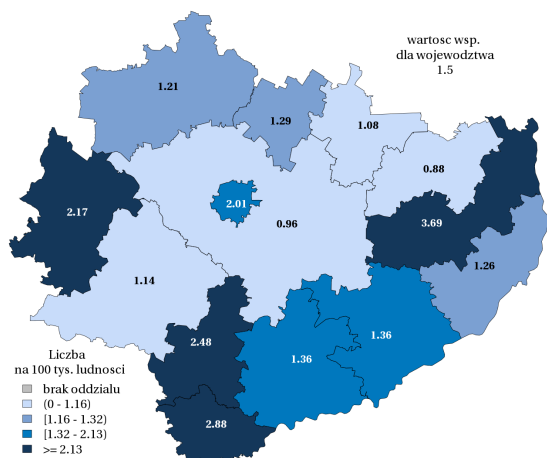 wartosc wsp.
dla wojewodztwa
1.5
1.21
1.29
1.08
0.88
2.17
2.01
3.69
0.96
1.26
1.14
1.36
2.48
1.36
2.88
Liczba
na 100 tys. ludnosci
brak oddzialu
(0 - 1.16)
[1.16 - 1.32)
[1.32 - 2.13)
>= 2.13